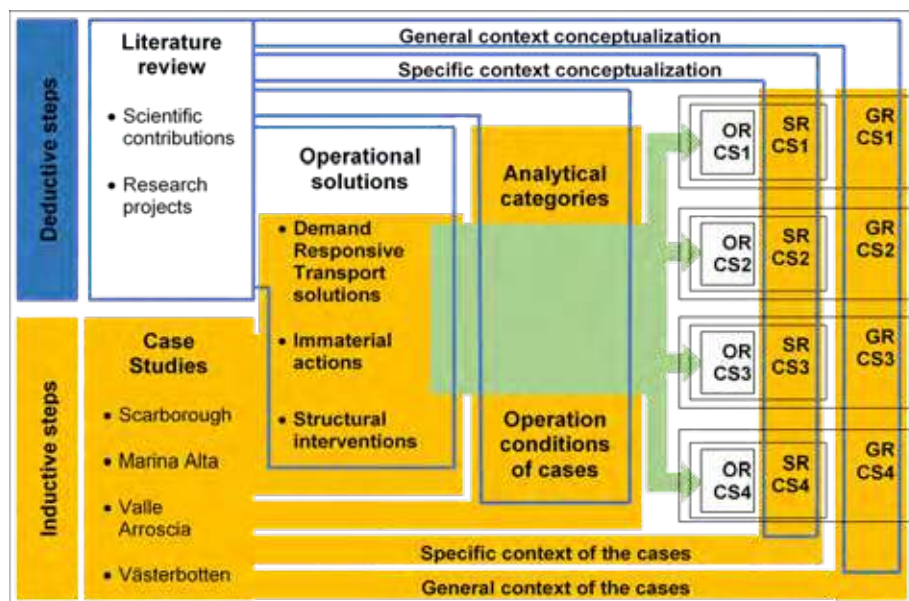 Deductive steps
Literature
review
• Scientific
contributions
• Research
projects
General context conceptualization
Specific context conceptualization
Operational
solutions
• Demand
Responsive
Transport
solutions
• Immaterial
actions
• Structural
interventions
Analytical
categories
Operation
conditions
of cases
OR
CS1
SR
CS1
GR
CS1
OR
CS2
SR
CS2
GR
CS2
OR
CS3
SR
CS3
GR
CS3
OR
CS4
SR
CS4
GR
CS4
Inductive steps
Case
Studies
• Scarborough
• Marina Alta
• Valle
Arroscia
• Västerbotten
Specific context of the cases
General context of the cases